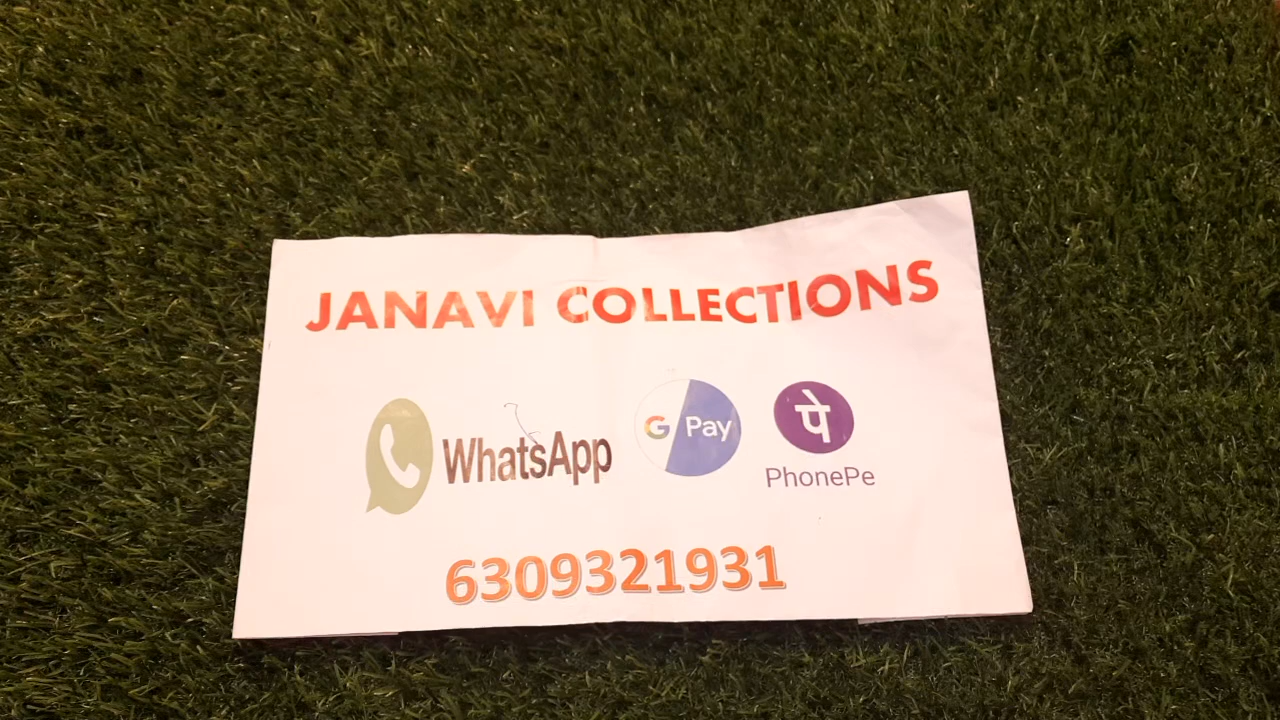 JANAVI COLLECTIONS
WhatsApp
G Pay
पे
PhonePe
6309321931